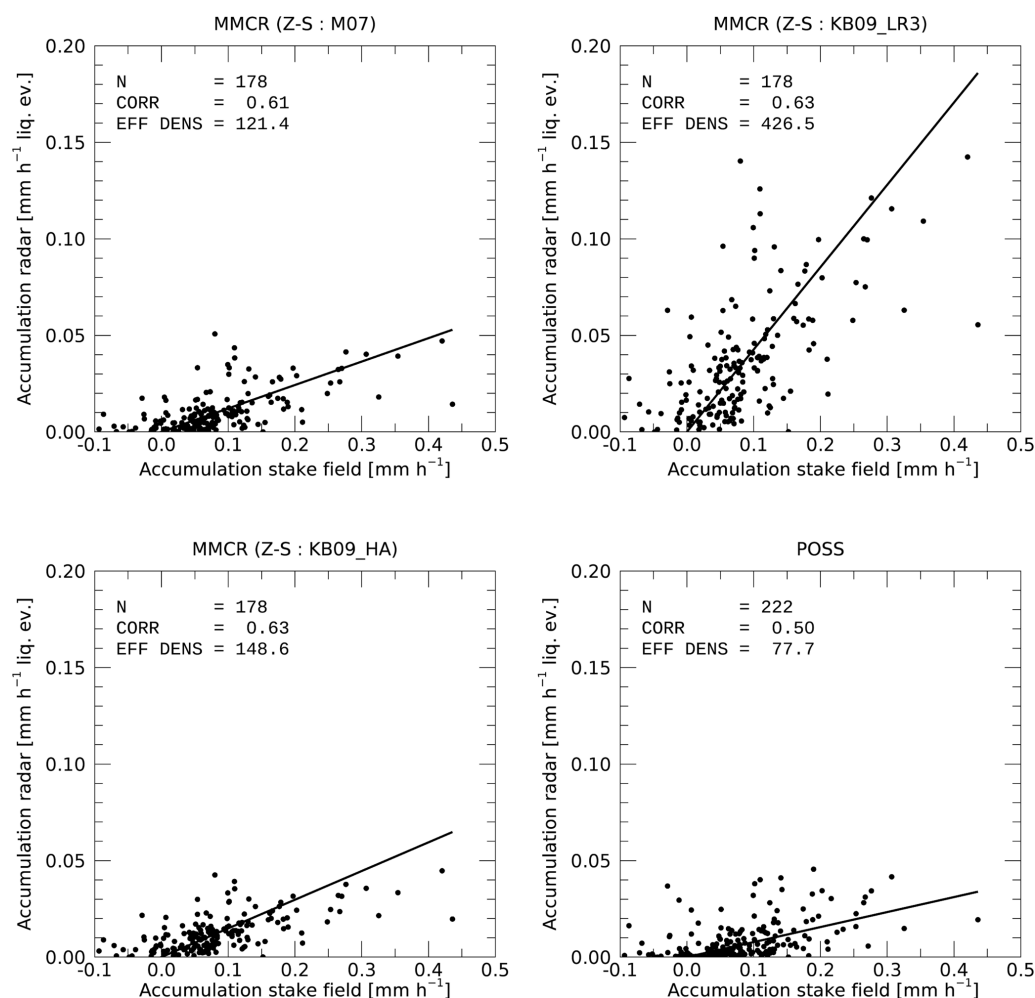 MMCR (Z-S : M07)
0.20
0.15
0.10
0.05
0.00
Accumulation radar [mm h⁻¹ liq. ev.]
N = 178
CORR = 0.61
EFF DENS = 121.4
-0.1 0.0 0.1 0.2 0.3 0.4 0.5
Accumulation stake field [mm h⁻¹]
MMCR (Z-S : KB09_LR3)
0.20
0.15
0.10
0.05
0.00
Accumulation radar [mm h⁻¹ liq. ev.]
N = 178
CORR = 0.63
EFF DENS = 426.5
-0.1 0.0 0.1 0.2 0.3 0.4 0.5
Accumulation stake field [mm h⁻¹]
MMCR (Z-S : KB09_HA)
0.20
0.15
0.10
0.05
0.00
Accumulation radar [mm h⁻¹ liq. ev.]
N = 178
CORR = 0.63
EFF DENS = 148.6
-0.1 0.0 0.1 0.2 0.3 0.4 0.5
Accumulation stake field [mm h⁻¹]
POSS
0.20
0.15
0.10
0.05
0.00
Accumulation radar [mm h⁻¹ liq. ev.]
N = 222
CORR = 0.50
EFF DENS = 77.7
-0.1 0.0 0.1 0.2 0.3 0.4 0.5
Accumulation stake field [mm h⁻¹]